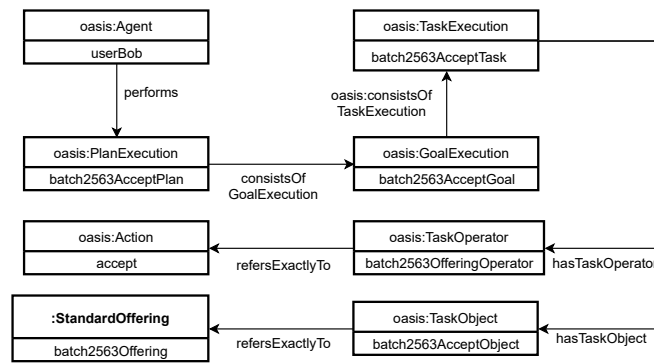 oasis:Agent
userBob
performs
oasis:TaskExecution
batch2563AcceptTask
oasis:consistsOf
TaskExecution
oasis:PlanExecution
batch2563AcceptPlan
consistsOf
GoalExecution
oasis:GoalExecution
batch2563AcceptGoal
oasis:Action
accept
refersExactlyTo
oasis:TaskOperator
batch2563OfferingOperator
hasTaskOperator
:StandardOffering
batch2563Offering
refersExactlyTo
oasis:TaskObject
batch2563AcceptObject
hasTaskObject